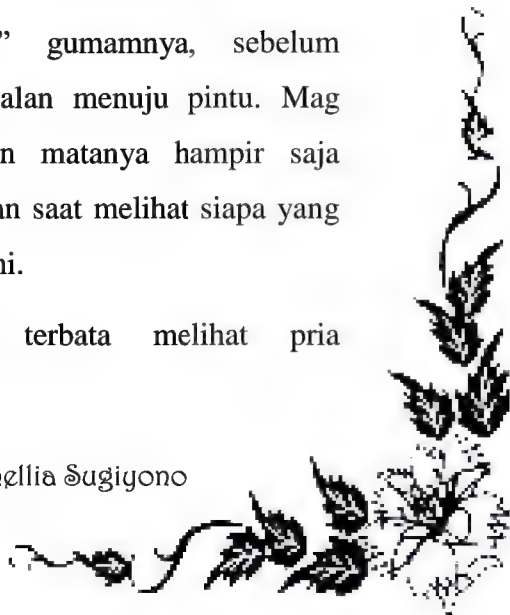 ” gumamnya, sebelum
alan menuju pintu. Mag
n matanya hampir saja
an saat melihat siapa yang
ni.
terbata melihat pria
ellia Sugiyono